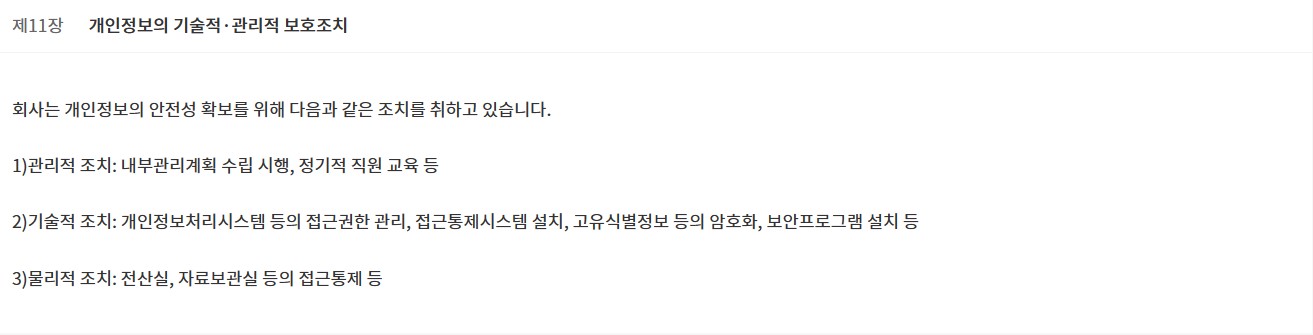 제11장 개인정보의 기술적·관리적 보호조치
회사는 개인정보의 안전성 확보를 위해 다음과 같은 조치를 취하고 있습니다.
1)관리적 조치: 내부관리계획 수립 시행, 정기적 직원 교육 등
2)기술적 조치: 개인정보처리시스템 등의 접근권한 관리, 접근통제시스템 설치, 고유식별정보 등의 암호화, 보안프로그램 설치 등
3)물리적 조치: 전산실, 자료보관실 등의 접근통제 등